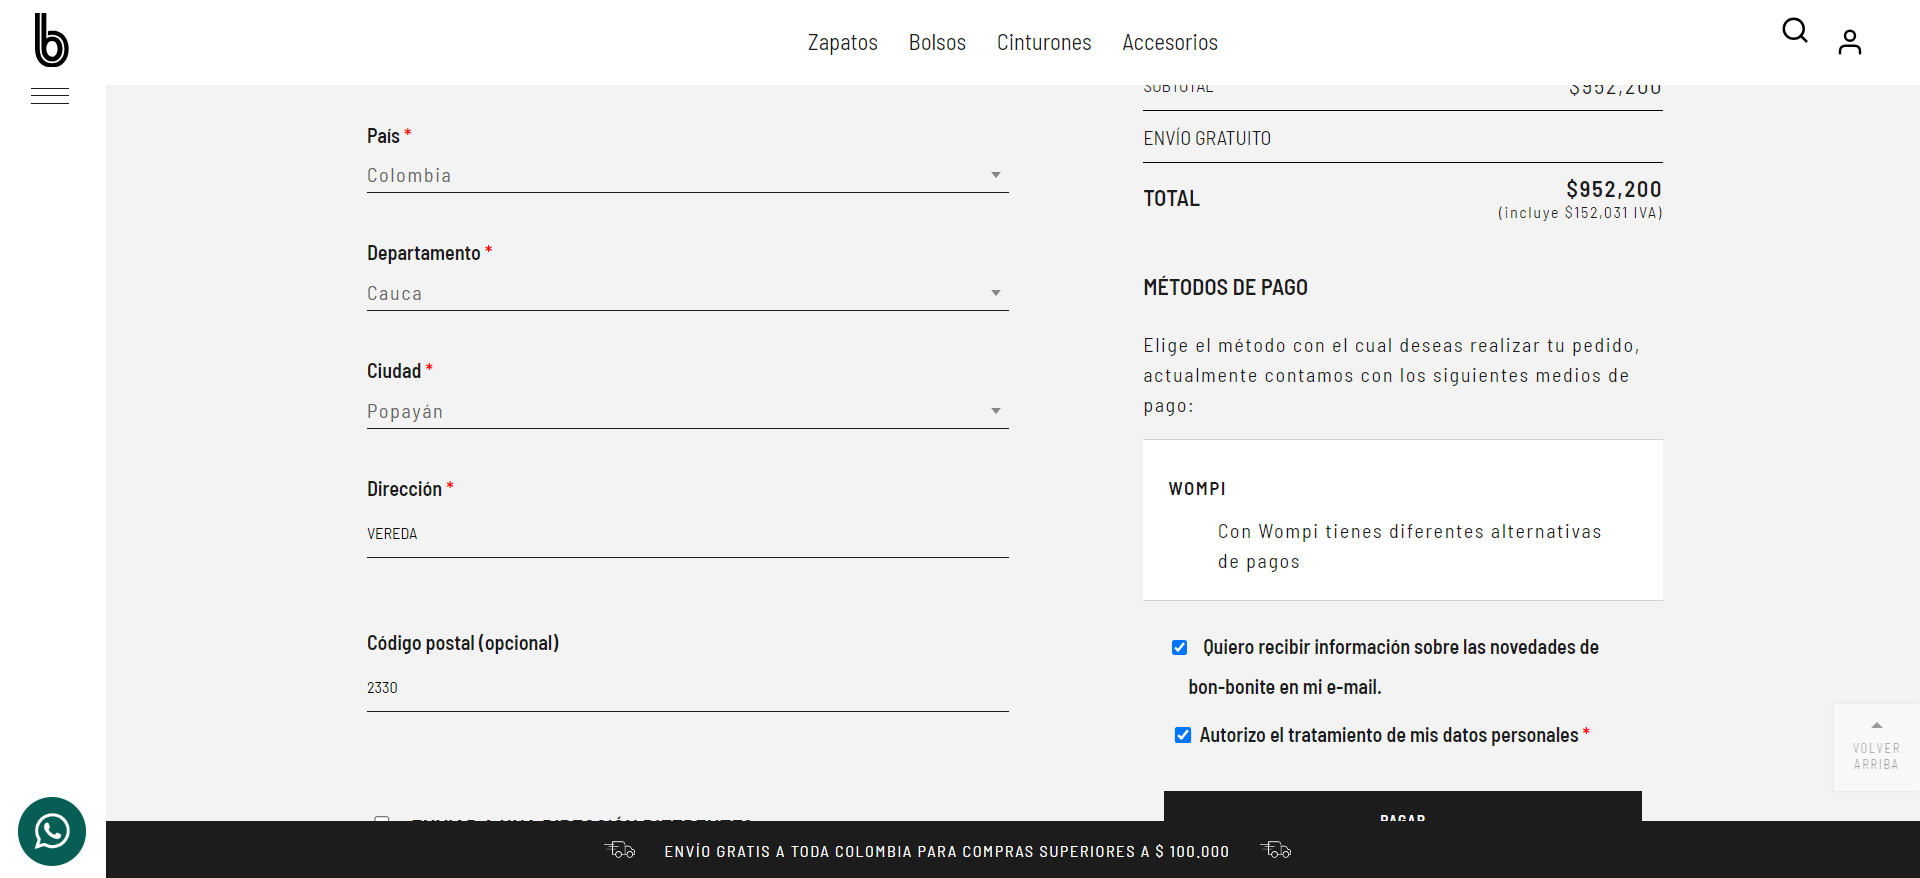 b
Zapatos Bolsos Cinturones Accesorios
País *
Colombia
Departamento *
Cauca
Ciudad *
Popayán
Dirección *
VEREDA
Código postal (opcional)
2330
ENVIAR A UNA DIRECCIÓN DIFERENTE?
SUBTOTAL $952,200
ENVÍO GRATUITO
TOTAL $952,200
(incluye $152,031 IVA)
MÉTODOS DE PAGO
Elige el método con el cual deseas realizar tu pedido,
actualmente contamos con los siguientes medios de
pago:
WOMPI
Con Wompi tienes diferentes alternativas
de pagos
Quiero recibir información sobre las novedades de
bon-bonite en mi e-mail.
Autorizo el tratamiento de mis datos personales *
PAGAR
VOLVER
ARRIBA
ENVÍO GRATIS A TODA COLOMBIA PARA COMPRAS SUPERIORES A $ 100.000